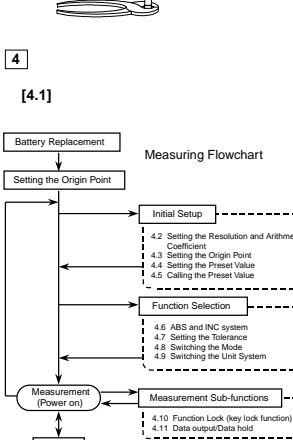 4
[4.1]
Battery Replacement
Measuring Flowchart
Setting the Origin Point
Initial Setup
4.2 Setting the Resolution and
Coefficient
4.3 Setting the Origin Point
4.4 Setting the Preset Value
4.5 Calling the Preset Value
Function Selection
4.6 ABS and INC system
4.7 Setting the Tolerance
4.8 Switching the Mode
4.9 Switching the Unit System
Measurement
(Power on)
Measurement Sub-functions
4.10 Function Lock (key lock function)
4.11 Data output/Data hold